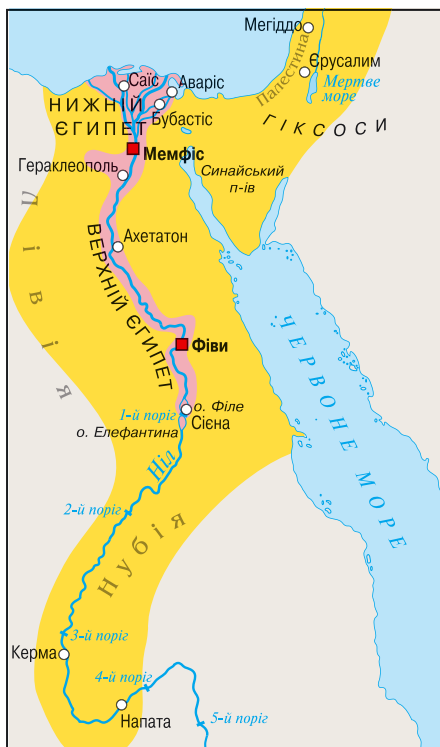 Мегіддо
Палестина
Єрусалим
Мертве
море
Саїс
Аваріс
НИЖНІЙ
ЄГИПЕТ
Бубастіс
ГІКСОСИ
Мемфіс
Гераклеополь
Синайський
п-ів
Лівія
Ахетатон
ВЕРХНІЙ ЄГИПЕТ
Фіви
ЧЕРВОНЕ МОРЕ
1-й поріг
о. Філе
Сієна
о. Елефантина
Ніл
2-й поріг
Нубія
3-й поріг
Керма
4-й поріг
Напата
5-й поріг